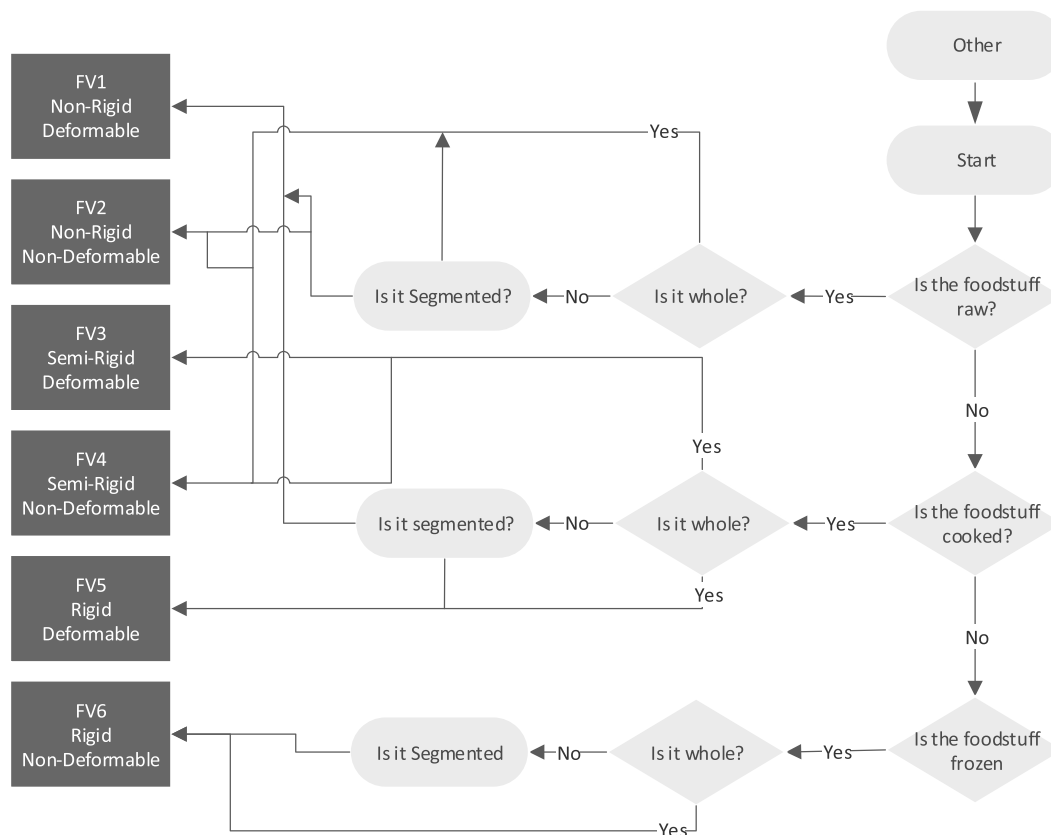 Other
Start
FV1
Non-Rigid
Deformable
FV2
Non-Rigid
Non-Deformable
FV3
Semi-Rigid
Deformable
FV4
Semi-Rigid
Non-Deformable
FV5
Rigid
Deformable
FV6
Rigid
Non-Deformable
Yes
Is it Segmented?
No
Is it whole?
Yes
Is the foodstuff
raw?
No
Yes
Is it segmented?
No
Is it whole?
Yes
Is the foodstuff
cooked?
Yes
No
Is it Segmented
No
Is it whole?
Yes
Is the foodstuff
frozen
Yes